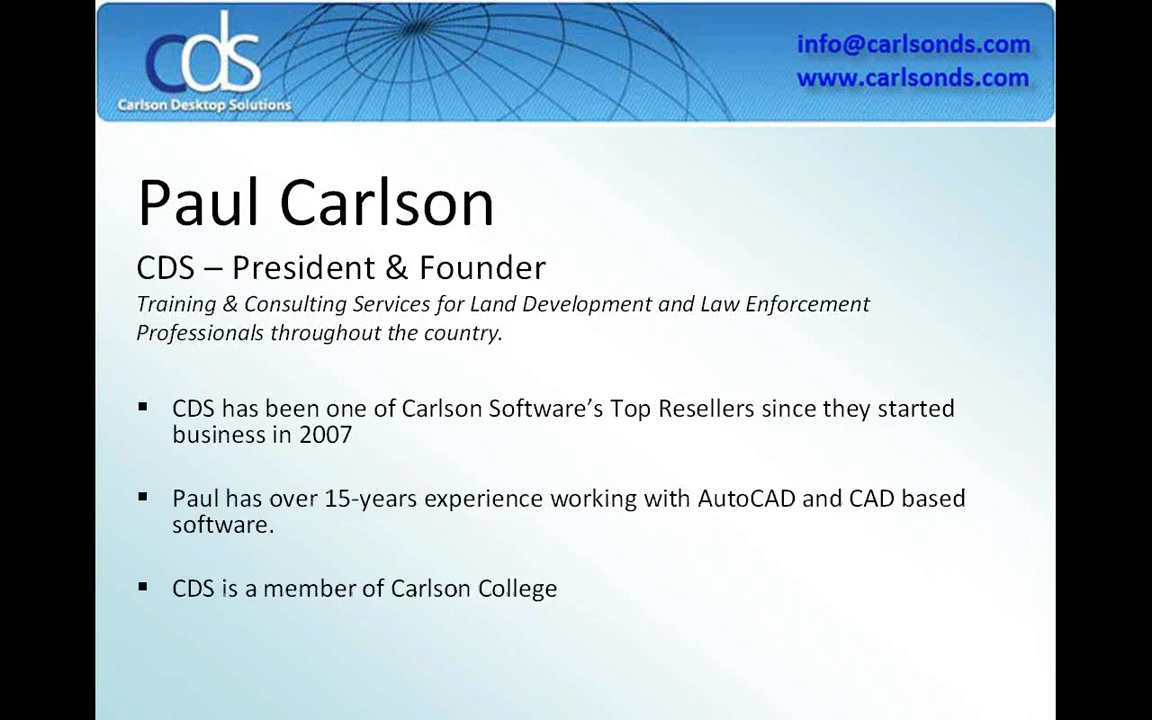 cds
Carlson Desktop Solutions
info@carlsonds.com
www.carlsonds.com
Paul Carlson
CDS – President & Founder
Training & Consulting Services for Land Development and Law Enforcement
Professionals throughout the country.
▪ CDS has been one of Carlson Software’s Top Resellers since they started
business in 2007
▪ Paul has over 15-years experience working with AutoCAD and CAD based
software.
▪ CDS is a member of Carlson College